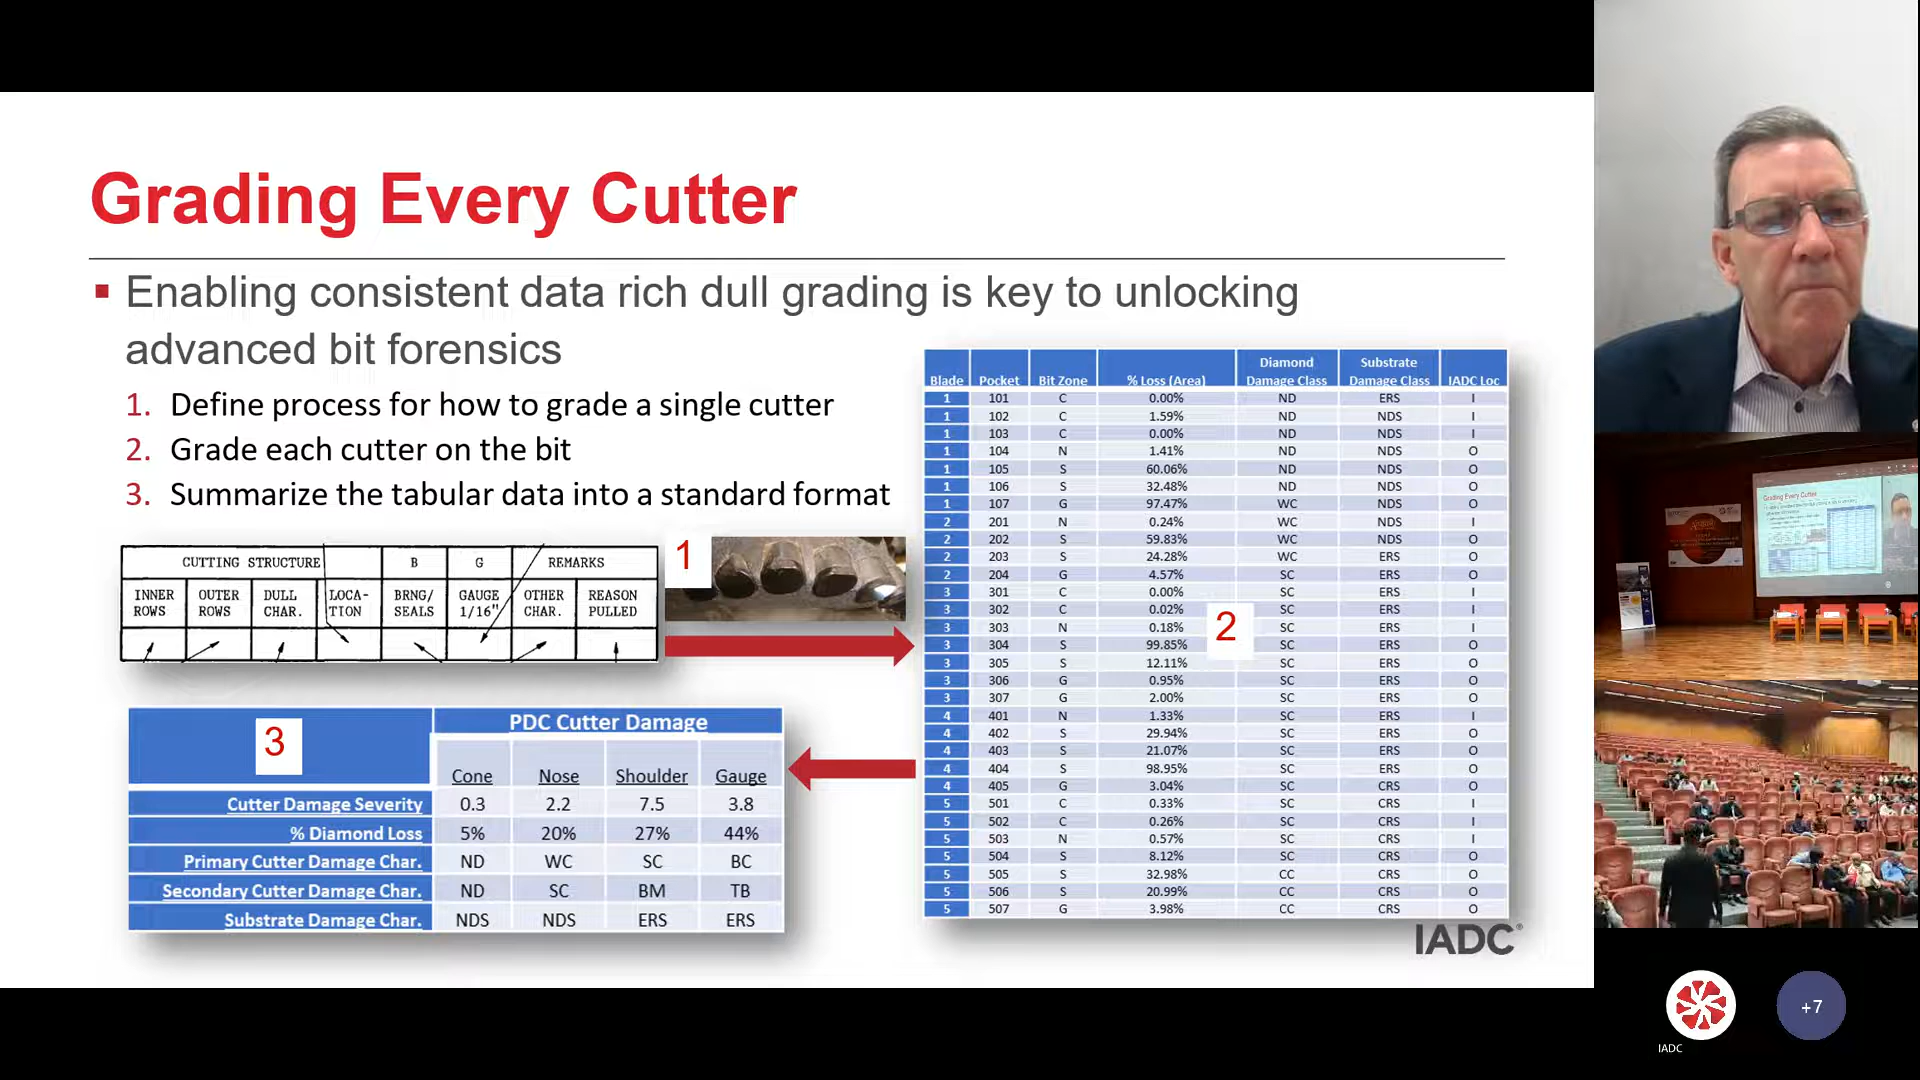 Grading Every Cutter
▪ Enabling consistent data rich dull grading is key to unlocking
advanced bit forensics
1. Define process for how to grade a single cutter
2. Grade each cutter on the bit
3. Summarize the tabular data into a standard format
CUTTING STRUCTURE B G REMARKS
INNER ROWS OUTER ROWS DULL CHAR. LOCA-TION BRNG/ SEALS GAUGE 1/16" OTHER CHAR. REASON PULLED
1
2
3
PDC Cutter Damage
Cone Nose Shoulder Gauge
Cutter Damage Severity 0.3 2.2 7.5 3.8
% Diamond Loss 5% 20% 27% 44%
Primary Cutter Damage Char. ND WC SC BC
Secondary Cutter Damage Char. ND SC BM TB
Substrate Damage Char. NDS NDS ERS ERS
Blade Pocket Bit Zone % Loss (Area) Diamond Damage Class Substrate Damage Class IADC Loc
1 101 C 0.00% ND ERS I
1 102 C 1.59% ND NDS I
1 103 C 0.00% ND NDS I
1 104 N 1.41% ND NDS O
1 105 S 60.06% ND NDS O
1 106 S 32.48% ND NDS O
1 107 G 97.47% WC NDS O
2 201 N 0.24% WC NDS I
2 202 S 59.83% WC NDS O
2 203 S 24.28% WC ERS O
2 204 G 4.57% SC ERS O
3 301 C 0.00% SC ERS I
3 302 C 0.02% SC ERS I
3 303 N 0.18% SC ERS I
3 304 S 99.85% SC ERS O
3 305 S 12.11% SC ERS O
3 306 G 0.95% SC ERS O
3 307 G 2.00% SC ERS O
4 401 N 1.33% SC ERS I
4 402 S 29.94% SC ERS O
4 403 S 21.07% SC ERS O
4 404 S 98.95% SC ERS O
4 405 G 3.04% SC CRS O
5 501 C 0.33% SC CRS I
5 502 C 0.26% SC CRS I
5 503 N 0.57% SC CRS I
5 504 S 8.12% SC CRS O
5 505 S 32.98% CC CRS O
5 506 S 20.99% CC CRS O
5 507 G 3.98% CC CRS O
IADC®
Grading Every Cutter
IADC
+7